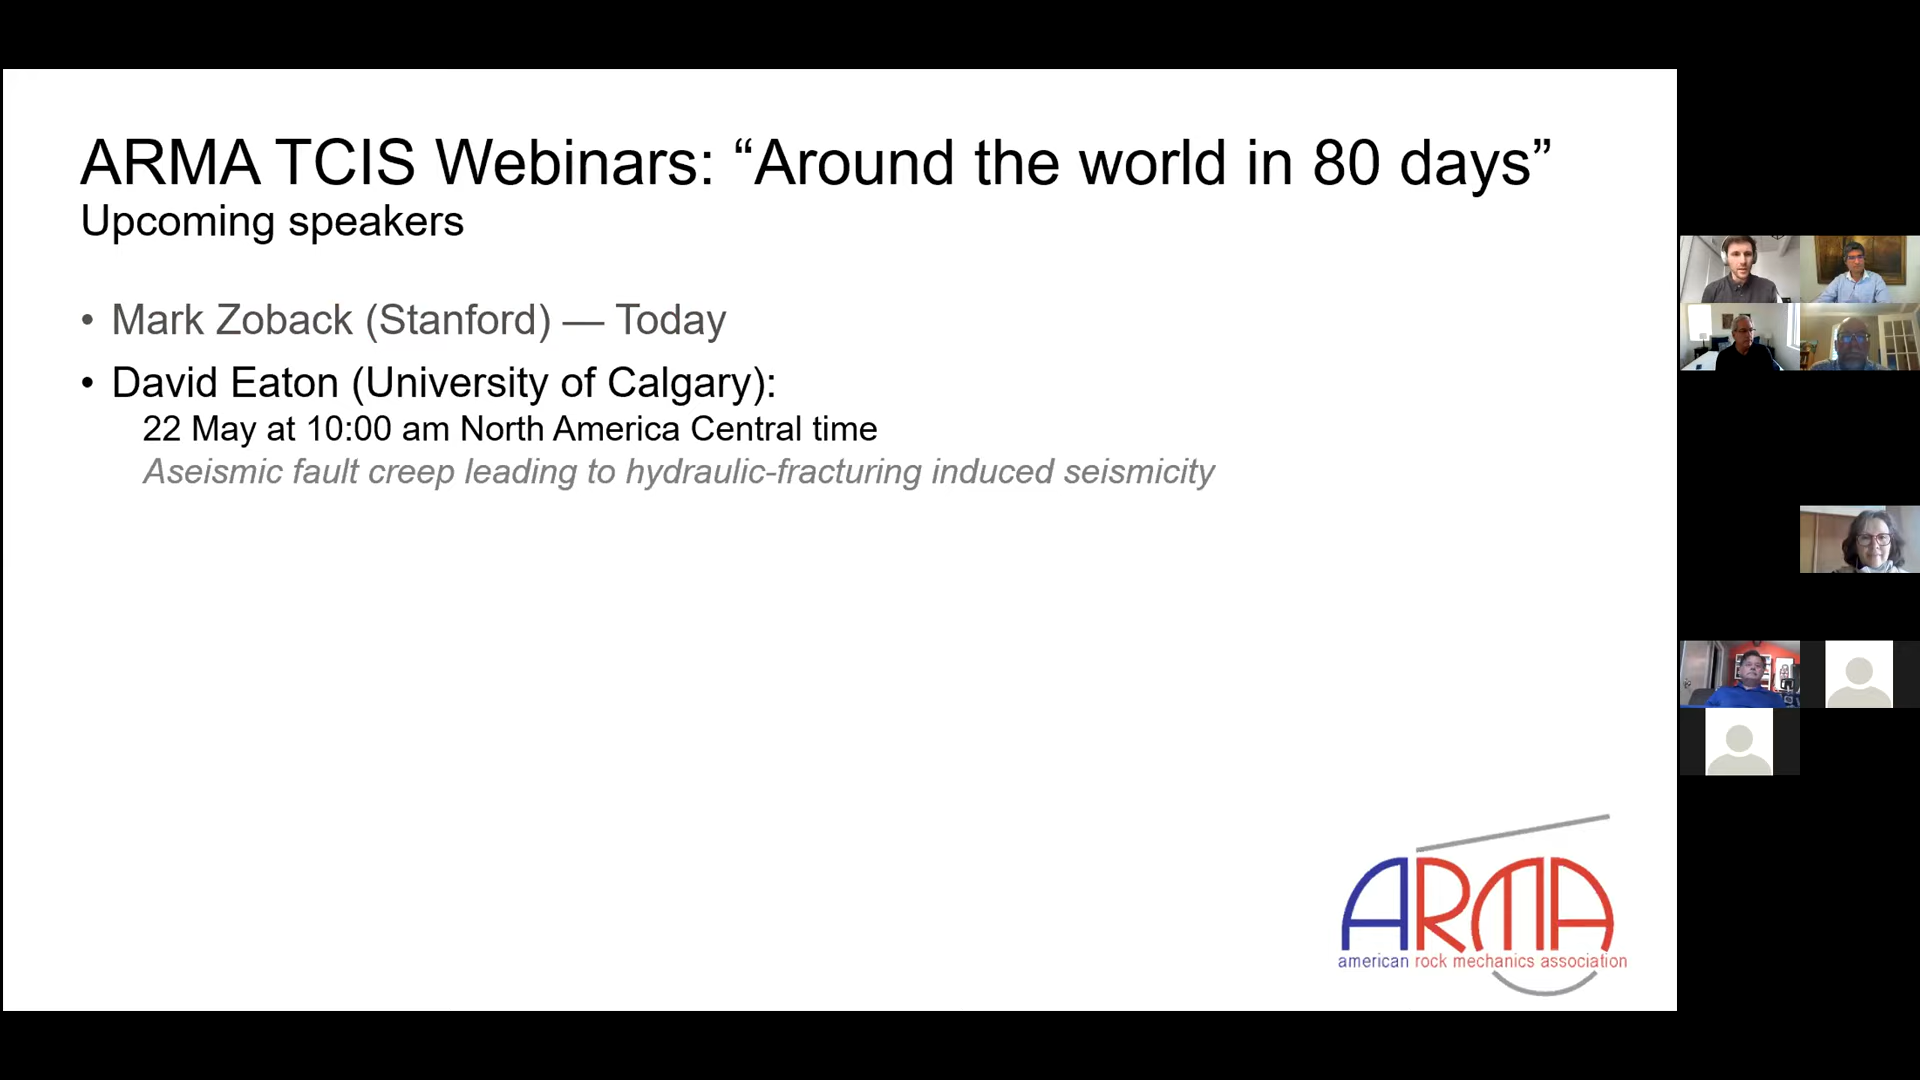 ARMA TCIS Webinars: “Around the world in 80 days”
Upcoming speakers
• Mark Zoback (Stanford) — Today
• David Eaton (University of Calgary):
22 May at 10:00 am North America Central time
Aseismic fault creep leading to hydraulic-fracturing induced seismicity
ARMA
american rock mechanics association